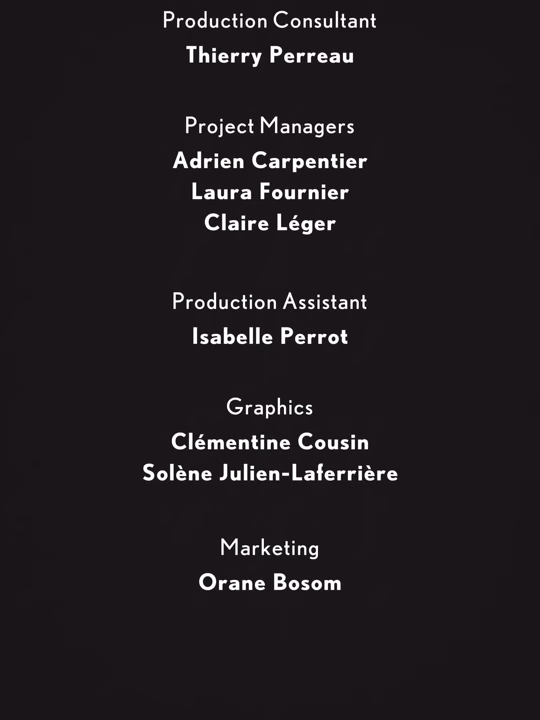 Production Consultant
Thierry Perreau
Project Managers
Adrien Carpentier
Laura Fournier
Claire Léger
Production Assistant
Isabelle Perrot
Graphics
Clémentine Cousin
Solène Julien-Laferrière
Marketing
Orane Bosom